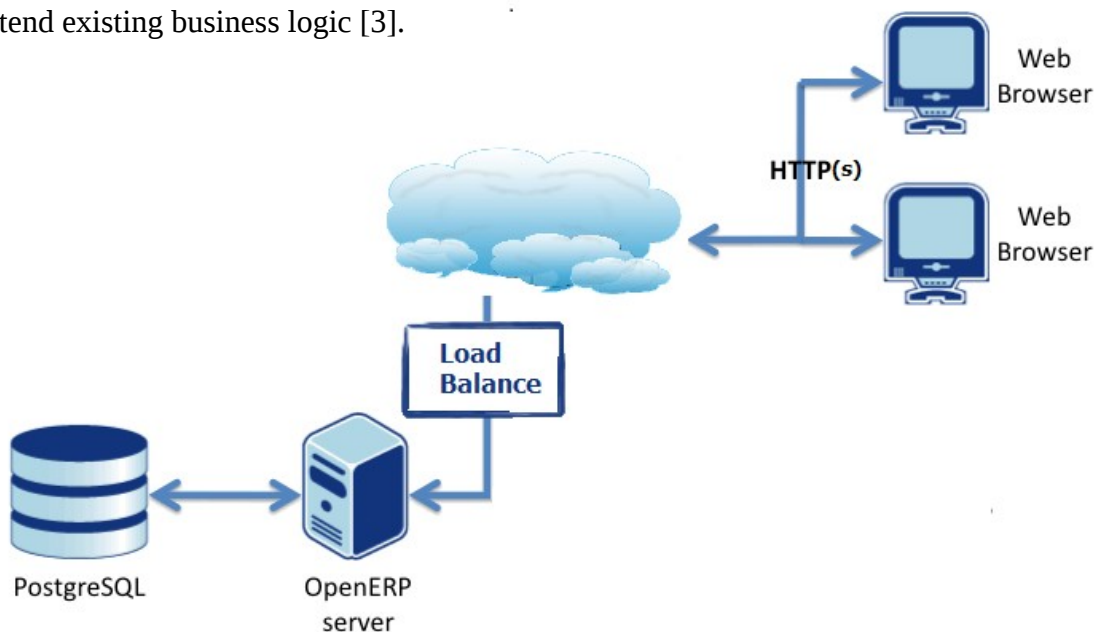 tend existing business logic [3].
Web
Browser
HTTP(s)
Web
Browser
Load
Balance
PostgreSQL
OpenERP
server